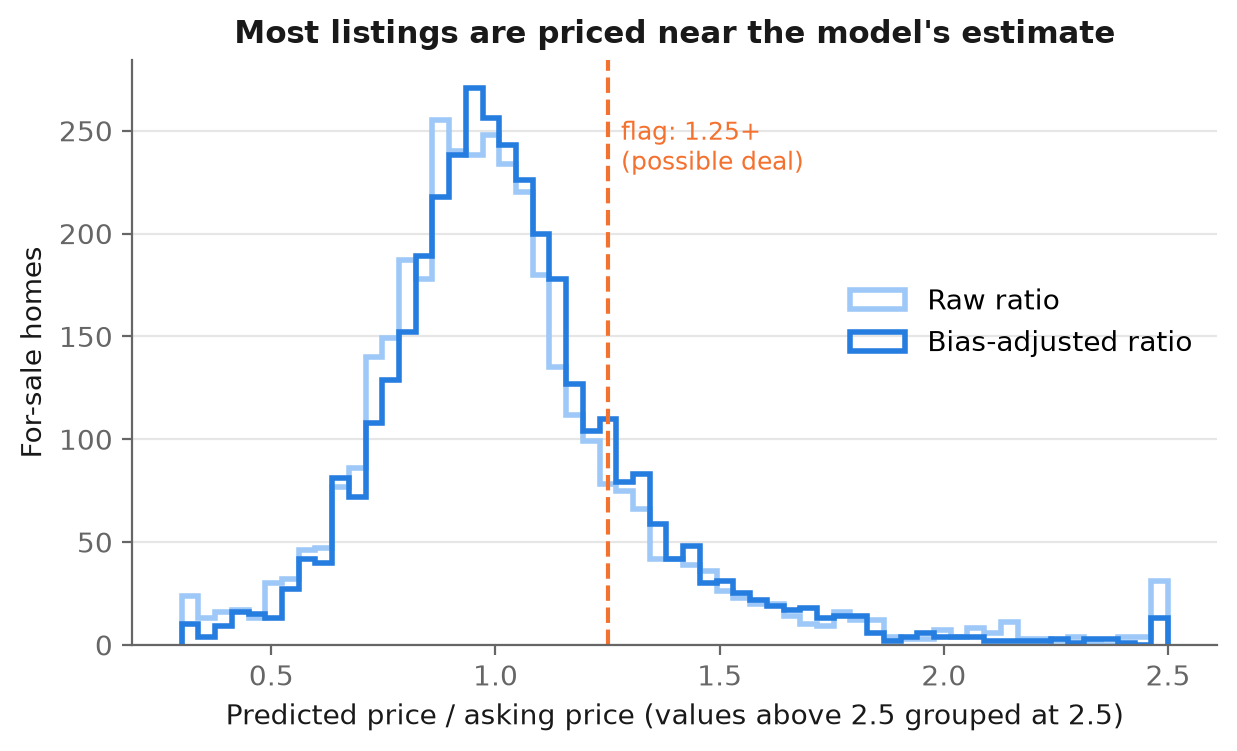 Most listings are priced near the model's estimate
250
200
150
100
50
0
For-sale homes
flag: 1.25+
(possible deal)
Raw ratio
Bias-adjusted ratio
0.5 1.0 1.5 2.0 2.5
Predicted price / asking price (values above 2.5 grouped at 2.5)